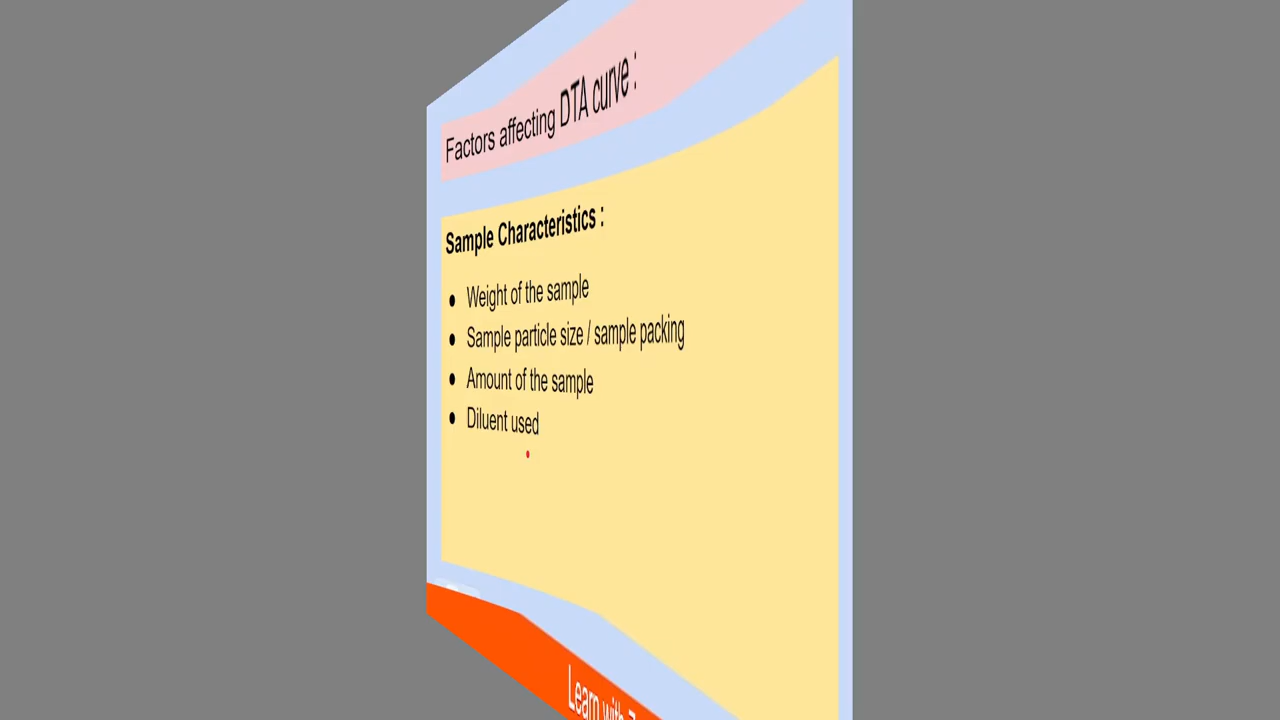 Factors affecting DTA curve :
Sample Characteristics :
● Weight of the sample
● Sample particle size / sample packing
● Amount of the sample
● Diluent used
Learn with